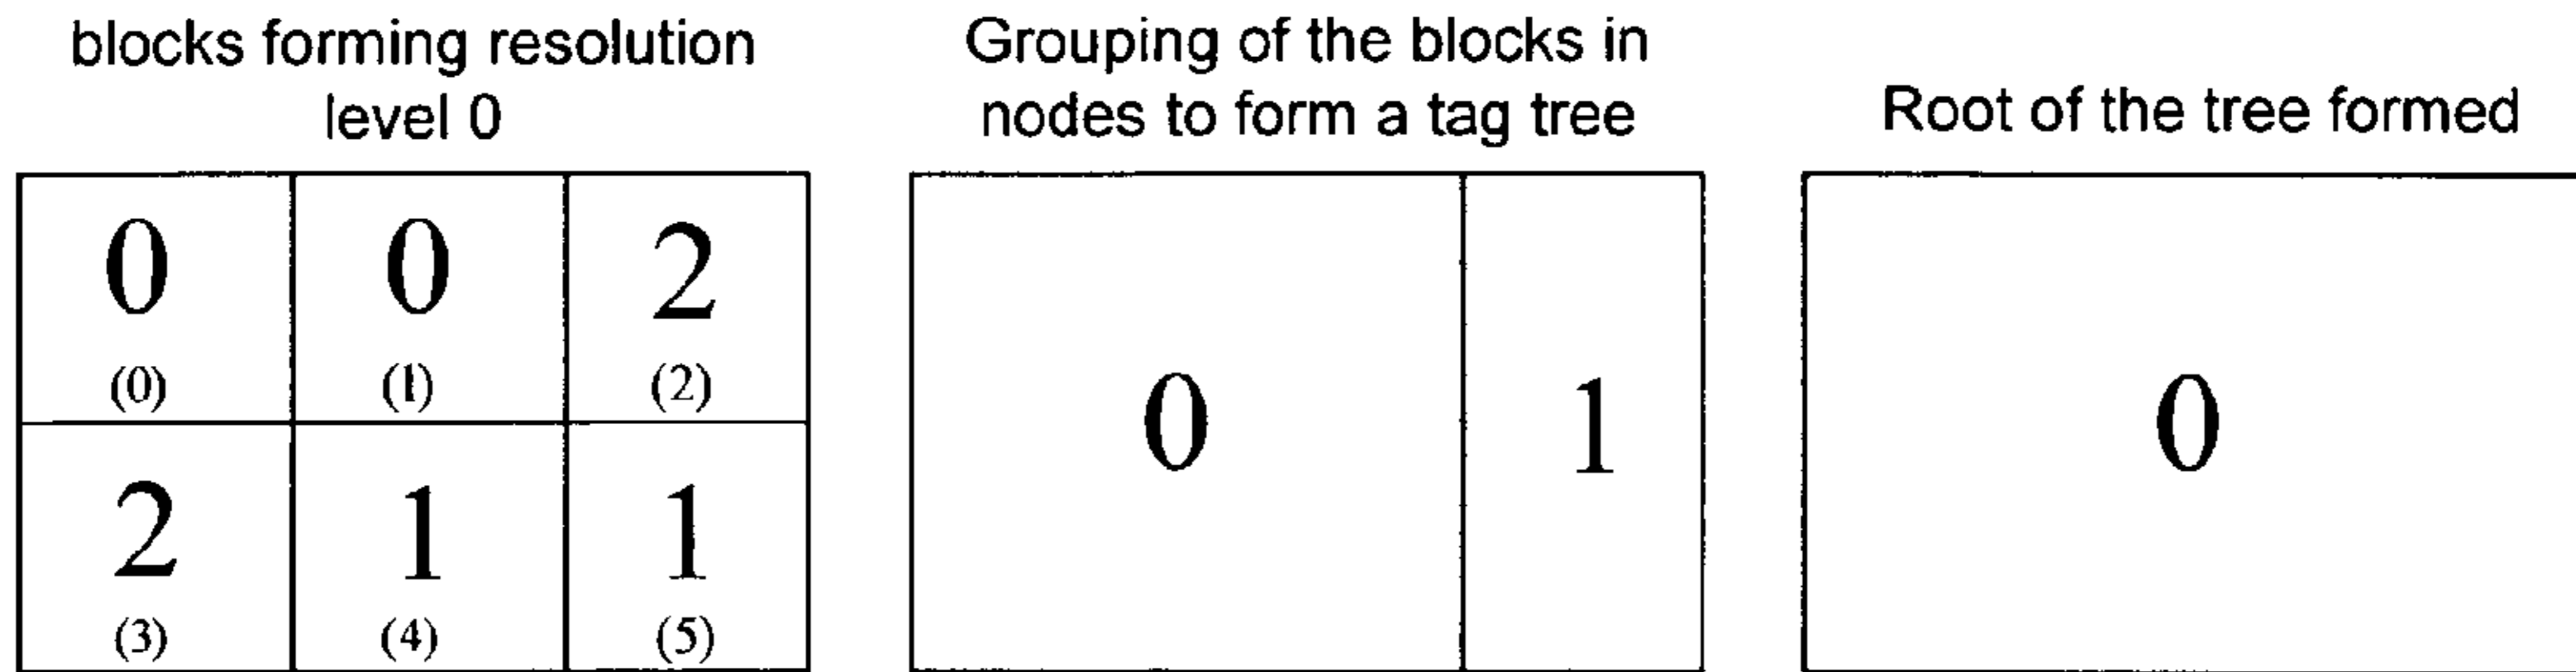 blocks forming resolution
level 0
0 0 2
(0) (1) (2)
2 1 1
(3) (4) (5)
Grouping of the blocks in
nodes to form a tag tree
0 1
Root of the tree formed
0